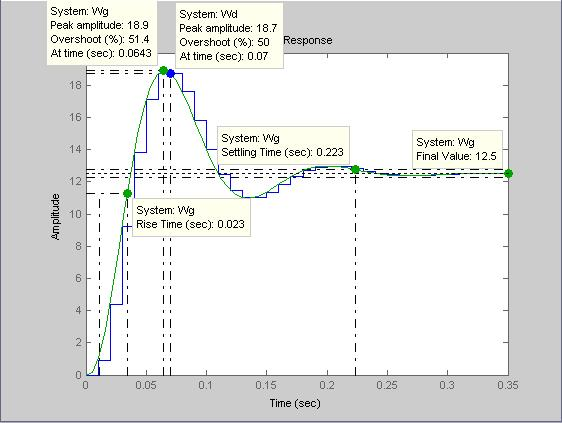 System: Wg
Peak amplitude: 18.9
Overshoot (%): 51.4
At time (sec): 0.0643
System: Wd
Peak amplitude: 18.7
Overshoot (%): 50
At time (sec): 0.07
Response
System: Wg
Settling Time (sec): 0.223
System: Wg
Final Value: 12.5
System: Wg
Rise Time (sec): 0.023
Amplitude
18
16
14
12
10
8
6
4
2
0
0
0.05
0.1
0.15
0.2
0.25
0.3
0.35
Time (sec)